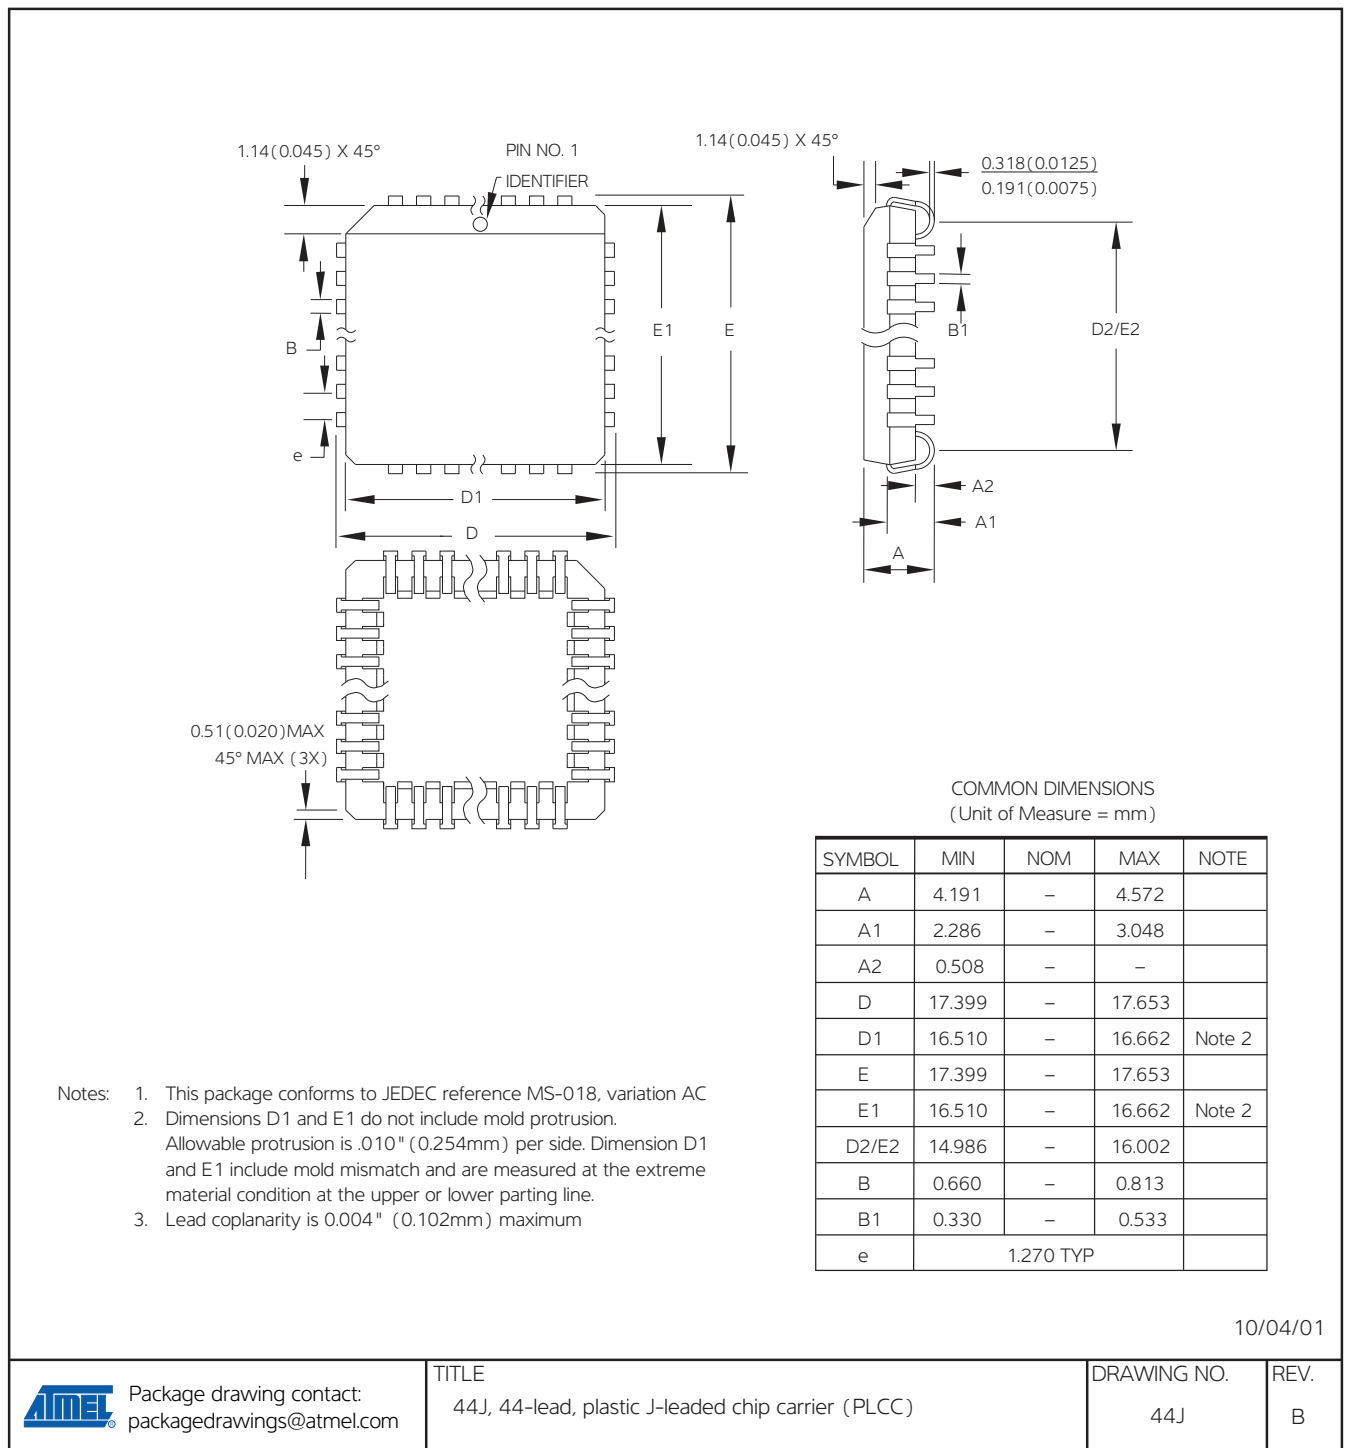 1.14(0.045) X 45°
PIN NO. 1
IDENTIFIER
1.14(0.045) X 45°
0.318(0.0125)
0.191(0.0075)
B
e
E1
E
B1
D2/E2
D1
D
A2
A1
A
0.51(0.020)MAX
45° MAX (3X)
COMMON DIMENSIONS
(Unit of Measure = mm)
SYMBOL MIN NOM MAX NOTE
A 4.191 – 4.572
A1 2.286 – 3.048
A2 0.508 – –
D 17.399 – 17.653
D1 16.510 – 16.662 Note 2
E 17.399 – 17.653
E1 16.510 – 16.662 Note 2
D2/E2 14.986 – 16.002
B 0.660 – 0.813
B1 0.330 – 0.533
e 1.270 TYP
Notes: 1. This package conforms to JEDEC reference MS-018, variation AC
2. Dimensions D1 and E1 do not include mold protrusion.
Allowable protrusion is .010"(0.254mm) per side. Dimension D1
and E1 include mold mismatch and are measured at the extreme
material condition at the upper or lower parting line.
3. Lead coplanarity is 0.004" (0.102mm) maximum
10/04/01
ATMEL ®
Package drawing contact:
packagedrawings@atmel.com
TITLE
44J, 44-lead, plastic J-leaded chip carrier (PLCC)
DRAWING NO.
44J
REV.
B